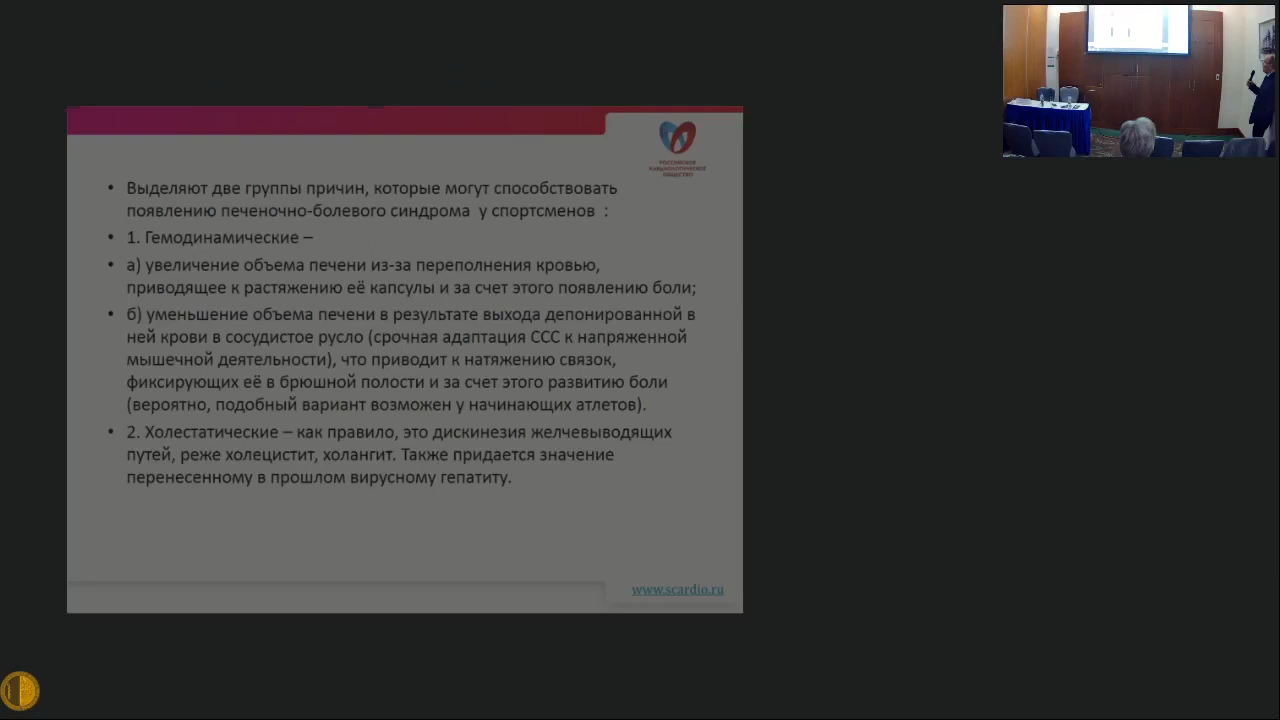 РОССИЙСКОЕ
КАРДИОЛОГИЧЕСКОЕ
ОБЩЕСТВО
• Выделяют две группы причин, которые могут способствовать
появлению печеночно-болевого синдрома у спортсменов :
• 1. Гемодинамические –
• а) увеличение объема печени из-за переполнения кровью,
приводящее к растяжению её капсулы и за счет этого появлению боли;
• б) уменьшение объема печени в результате выхода депонированной в
ней крови в сосудистое русло (срочная адаптация ССС к напряженной
мышечной деятельности), что приводит к натяжению связок,
фиксирующих её в брюшной полости и за счет этого развитию боли
(вероятно, подобный вариант возможен у начинающих атлетов).
• 2. Холестатические – как правило, это дискинезия желчевыводящих
путей, реже холецистит, холангит. Также придается значение
перенесенному в прошлом вирусному гепатиту.
www.scardio.ru